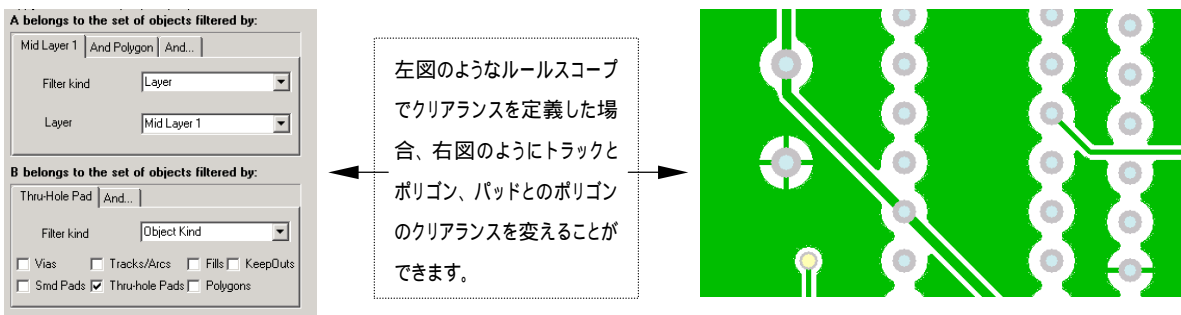 A belongs to the set of objects filtered by:
Mid Layer 1 And Polygon And...
Filter kind Layer
Layer Mid Layer 1
B belongs to the set of objects filtered by:
Thru-Hole Pad And...
Filter kind Object Kind
Vias Tracks/Arcs Fills KeepOuts
Smd Pads Thru-hole Pads Polygons
左図のようなルールスコープ
でクリアランスを定義した場
合、右図のようにトラックと
ポリゴン、パッドとのポリゴン
のクリアランスを変えることが
できます。